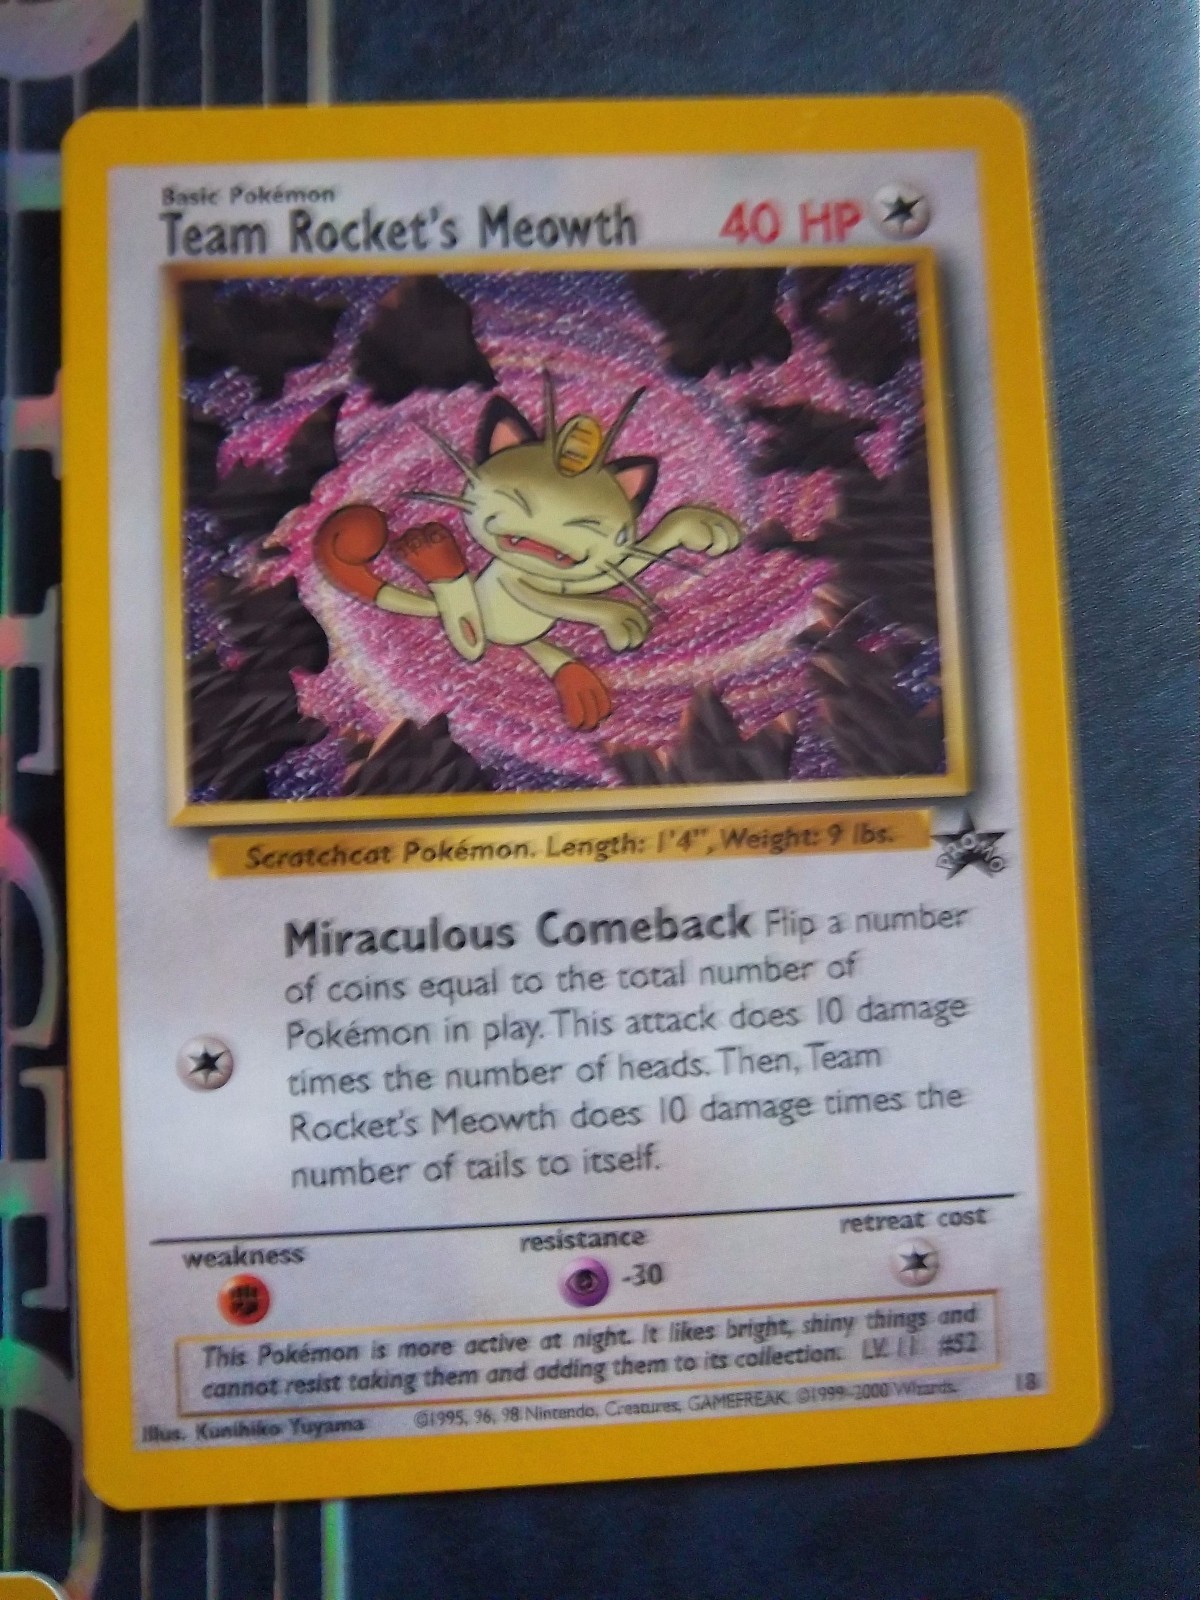 Basic Pokémon
Team Rocket's Meowth 40 HP
Scratchcat Pokémon. Length: 1'4", Weight: 9 lbs.
PROMO
Miraculous Comeback Flip a number
of coins equal to the total number of
Pokémon in play. This attack does 10 damage
times the number of heads. Then, Team
Rocket's Meowth does 10 damage times the
number of tails to itself.
weakness resistance retreat cost
-30
This Pokémon is more active at night. It likes bright, shiny things and
cannot resist taking them and adding them to its collection. LV. 11 #52
Illus. Kunihiko Yuyama ©1995, 96, 98 Nintendo, Creatures, GAMEFREAK. ©1999-2000 Wizards. 18